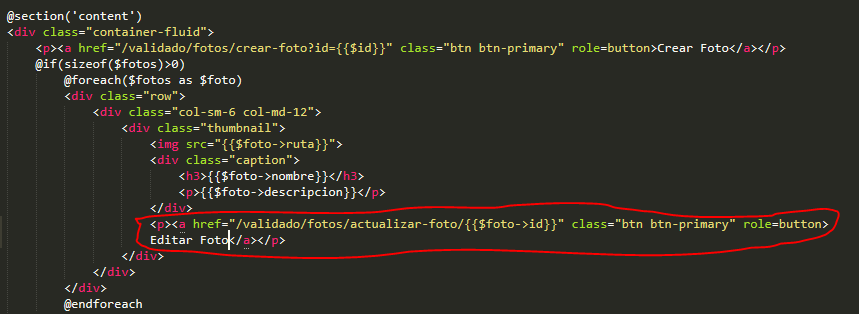 @section('content')
<div class="container-fluid">
<p><a href="/validado/fotos/crear-foto?id={{$id}}" class="btn btn-primary" role=button>Crear Foto</a></p>
@if(sizeof($fotos)>0)
@foreach($fotos as $foto)
<div class="row">
<div class="col-sm-6 col-md-12">
<div class="thumbnail">
<img src="{{$foto->ruta}}">
<div class="caption">
<h3>{{$foto->nombre}}</h3>
<p>{{$foto->descripcion}}</p>
</div>
<p><a href="/validado/fotos/actualizar-foto/{{$foto->id}}" class="btn btn-primary" role=button>
Editar Foto</a></p>
</div>
</div>
</div>
@endforeach